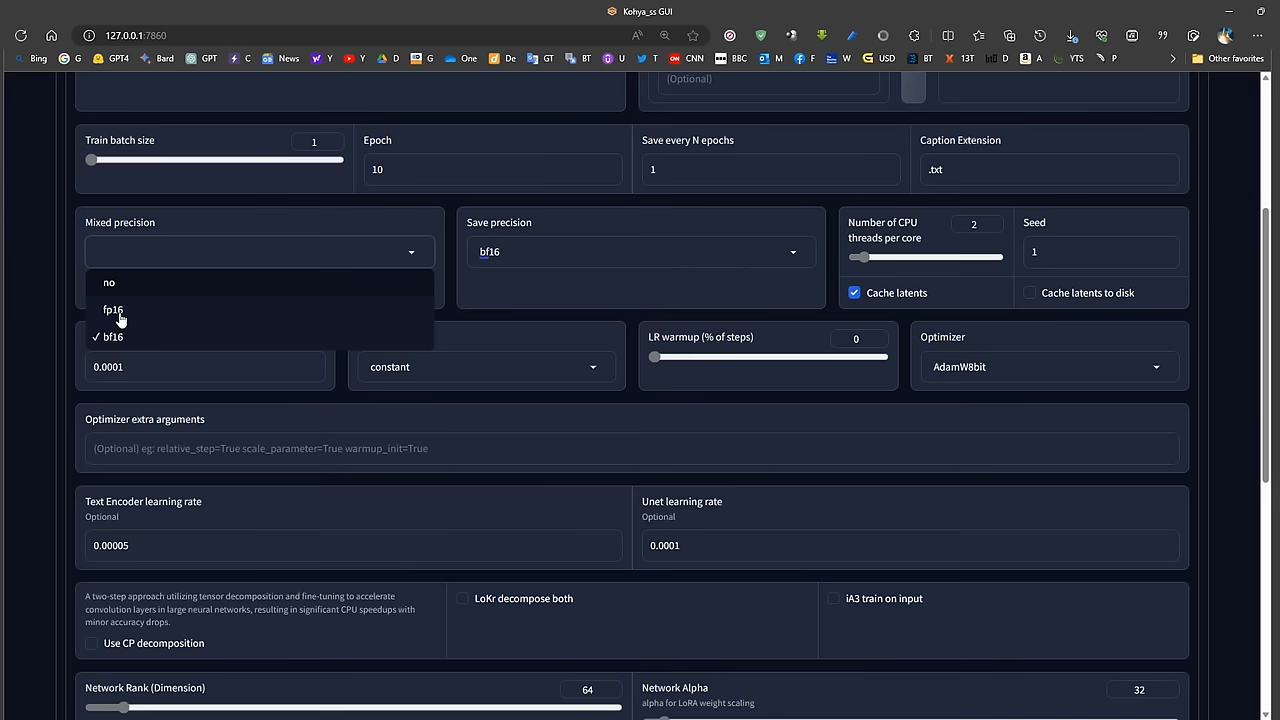 Kohya_ss GUI
127.0.0.1:7860
Bing G GPT4 Bard GPT C News Y Y D G One De GT BT U T CNN BBC M F W USD BT 13T D A YTS P Other favorites
(Optional)
Train batch size 1 Epoch Save every N epochs Caption Extension
10 1 .txt
Mixed precision Save precision Number of CPU threads per core 2 Seed
bf16 1
no
Cache latents Cache latents to disk
fp16
bf16
LR warmup (% of steps) 0 Optimizer
0.0001 constant AdamW8bit
Optimizer extra arguments
(Optional) eg: relative_step=True scale_parameter=True warmup_init=True
Text Encoder learning rate Unet learning rate
Optional Optional
0.00005 0.0001
A two-step approach utilizing tensor decomposition and fine-tuning to accelerate
convolution layers in large neural networks, resulting in significant CPU speedups with
minor accuracy drops.
Use CP decomposition
LoKr decompose both iA3 train on input
Network Rank (Dimension) 64 Network Alpha 32
alpha for LoRA weight scaling